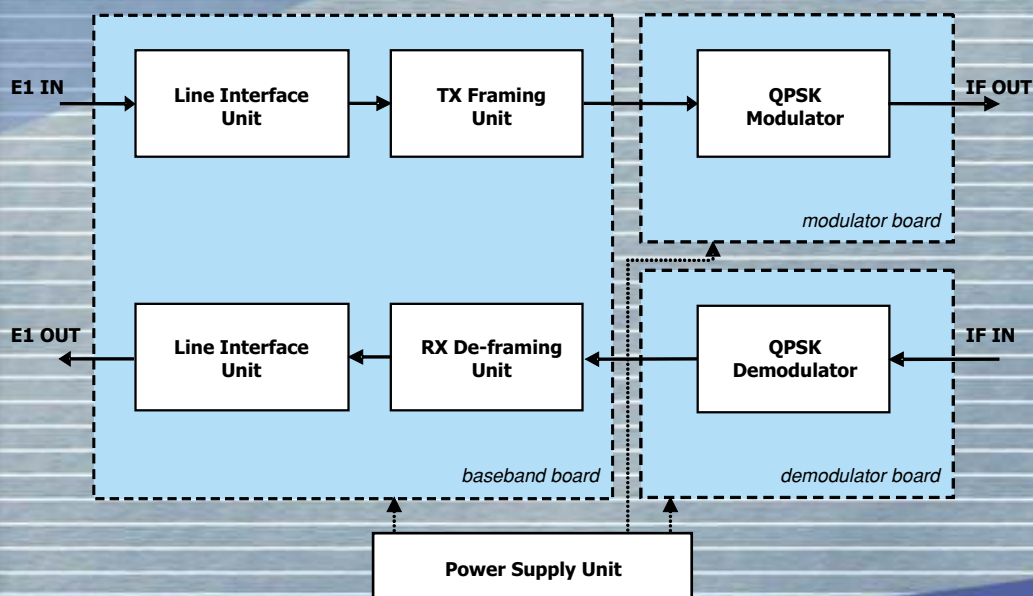 E1 IN
Line Interface
Unit
TX Framing
Unit
QPSK
Modulator
IF OUT
modulator board
E1 OUT
Line Interface
Unit
RX De-framing
Unit
QPSK
Demodulator
IF IN
baseband board
demodulator board
Power Supply Unit